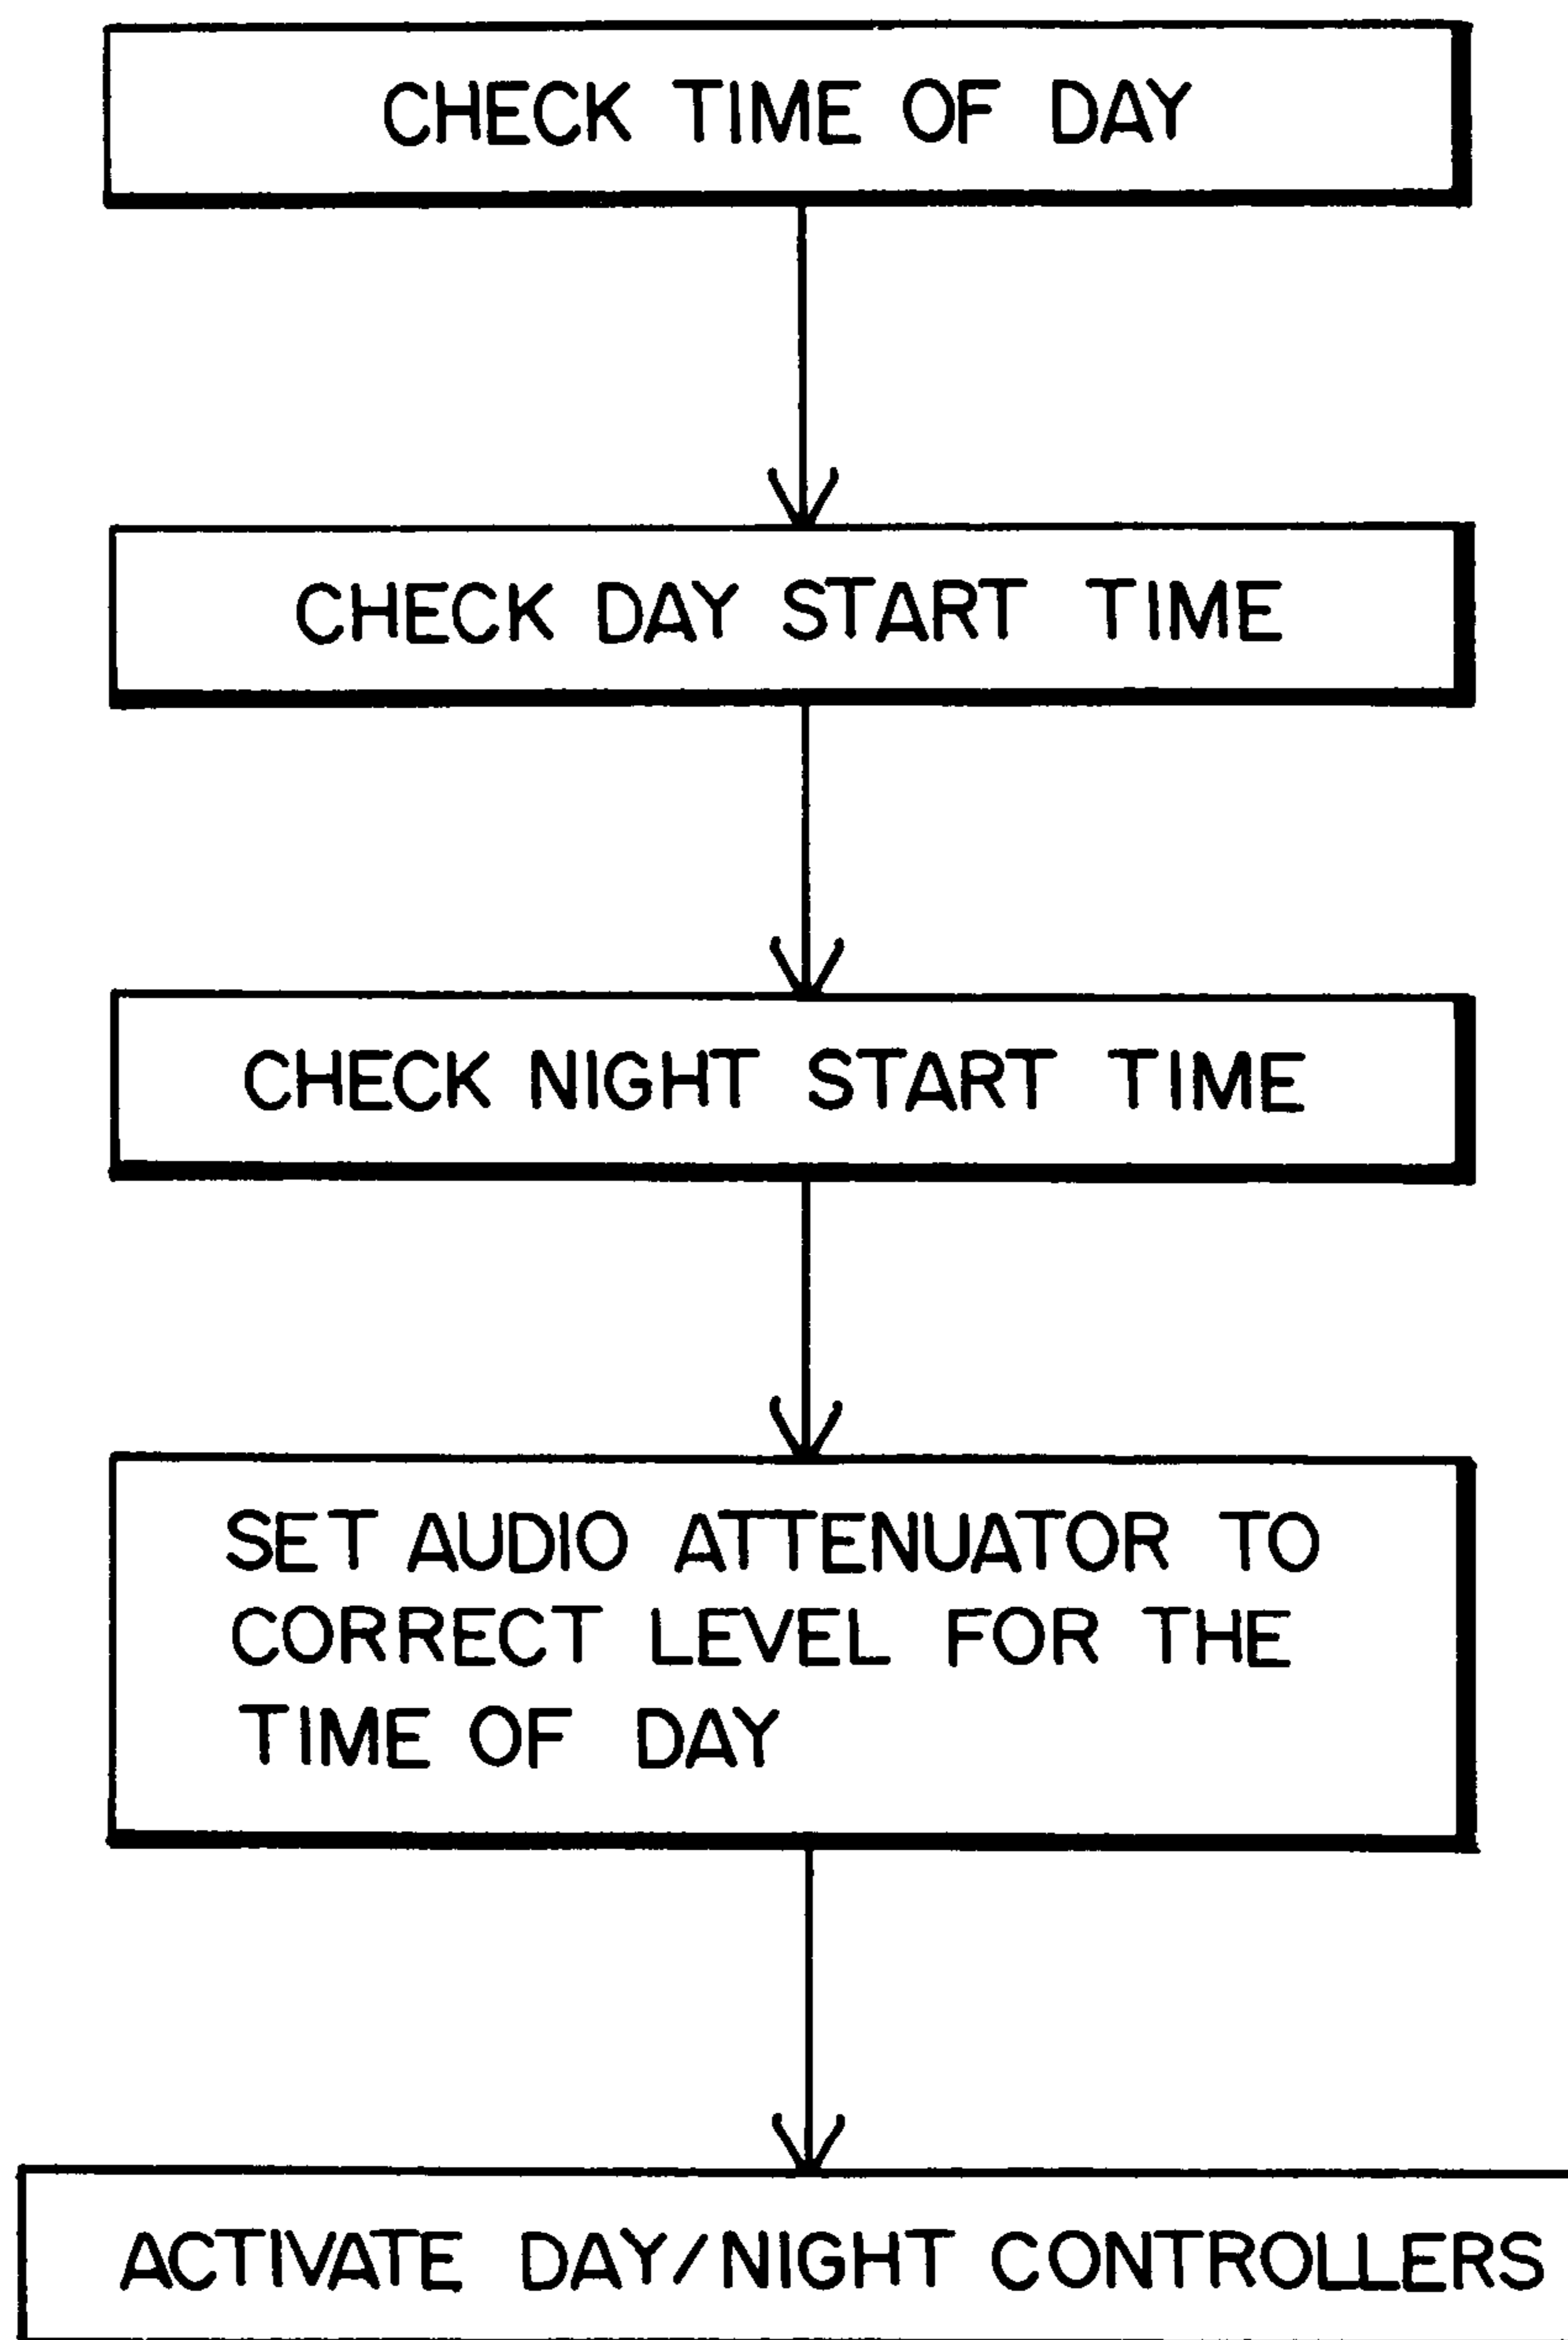 CHECK TIME OF DAY
CHECK DAY START TIME
CHECK NIGHT START TIME
SET AUDIO ATTENUATOR TO
CORRECT LEVEL FOR THE
TIME OF DAY
ACTIVATE DAY/NIGHT CONTROLLERS